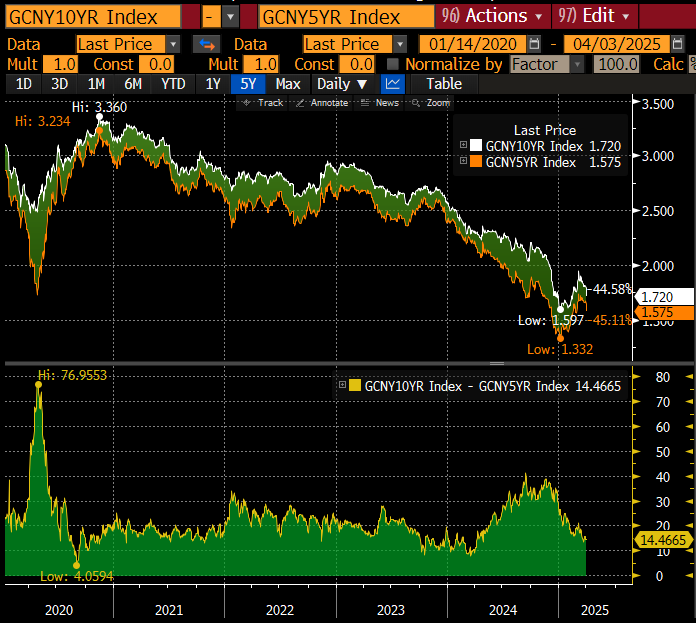 GCNY10YR Index - GCNY5YR Index 96) Actions 97) Edit
Data Last Price Data Last Price 01/14/2020 - 04/03/2025
Mult 1.0 Const 0.0 Mult 1.0 Const 0.0 Normalize by Factor 100.0 Calc
1D 3D 1M 6M YTD 1Y 5Y Max Daily ▼ Table
Track Annotate News Zoom
Hi: 3.360
Hi: 3.234
3.500
Last Price
GCNY10YR Index 1.720
GCNY5YR Index 1.575
3.000
2.500
2.000
-44.58%
1.720
1.575
Low: 1.597 -45.11%
1.500
Low: 1.332
Hi: 76.9553
GCNY10YR Index - GCNY5YR Index 14.4665
80
70
60
50
40
30
20
14.4665
10
Low: 4.0594
0
2020 2021 2022 2023 2024 2025